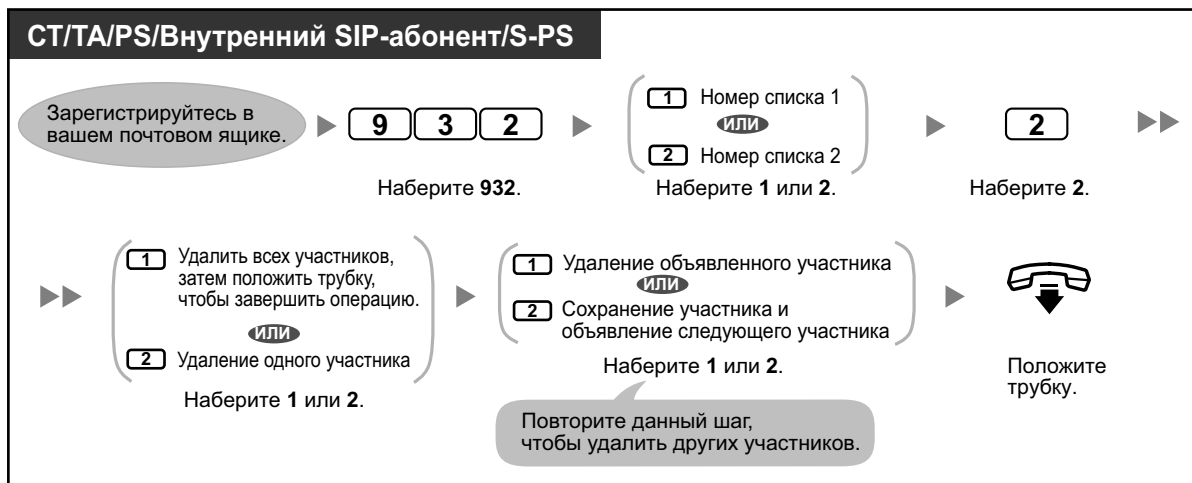 CT/TA/PS/Внутренний SIP-абонент/S-PS
Зарегистрируйтесь в
вашем почтовом ящике.
9 3 2
Наберите 932.
1 Номер списка 1
ИЛИ
2 Номер списка 2
Наберите 1 или 2.
2
Наберите 2.
1 Удалить всех участников,
затем положить трубку,
чтобы завершить операцию.
ИЛИ
2 Удаление одного участника
Наберите 1 или 2.
1 Удаление объявленного участника
ИЛИ
2 Сохранение участника и
объявление следующего участника
Наберите 1 или 2.
Повторите данный шаг,
чтобы удалить других участников.
Положите
трубку.